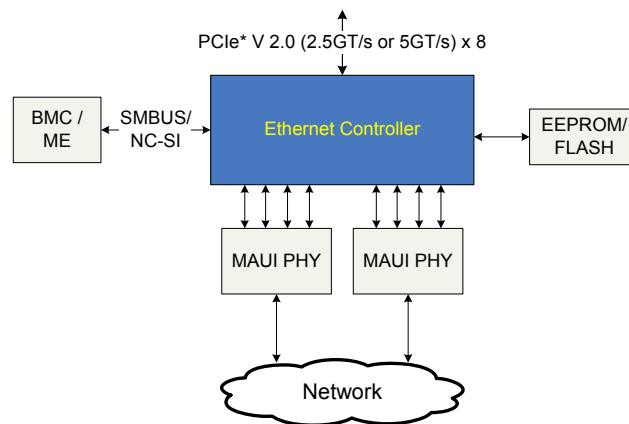 PCIe* V 2.0 (2.5GT/s or 5GT/s) x 8
BMC /
ME
SMBUS/
NC-SI
Ethernet Controller
EEPROM/
FLASH
MAUI PHY
MAUI PHY
Network